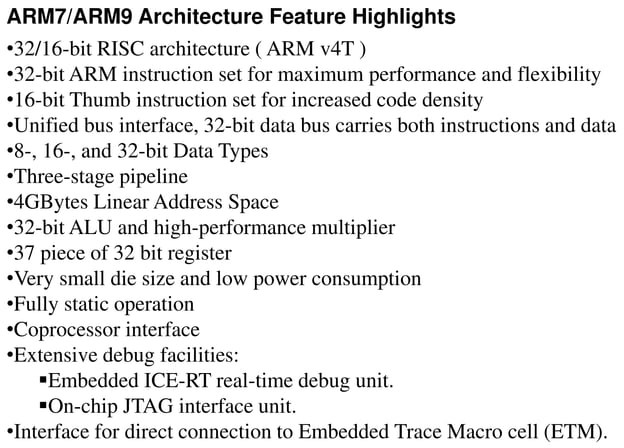 ARM7/ARM9 Architecture Feature Highlights
•32/16-bit RISC architecture ( ARM v4T )
•32-bit ARM instruction set for maximum performance and flexibility
•16-bit Thumb instruction set for increased code density
•Unified bus interface, 32-bit data bus carries both instructions and data
•8-, 16-, and 32-bit Data Types
•Three-stage pipeline
•4GBytes Linear Address Space
•32-bit ALU and high-performance multiplier
•37 piece of 32 bit register
•Very small die size and low power consumption
•Fully static operation
•Coprocessor interface
•Extensive debug facilities:
▪Embedded ICE-RT real-time debug unit.
▪On-chip JTAG interface unit.
•Interface for direct connection to Embedded Trace Macro cell (ETM).